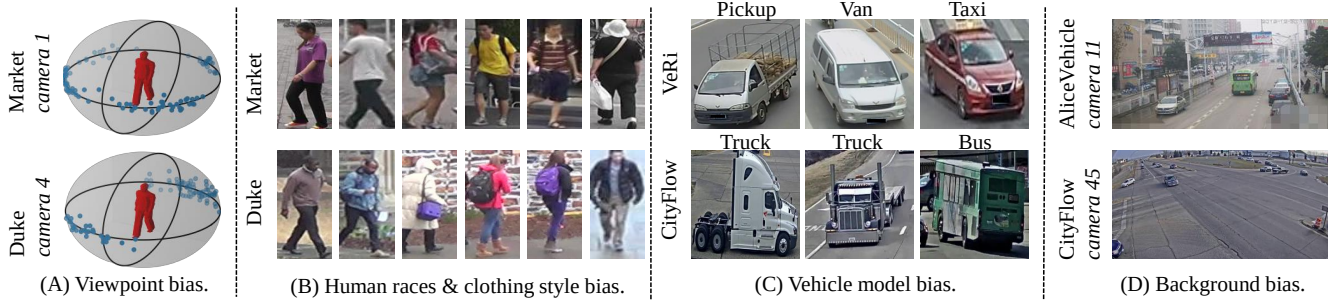 Market
camera 1
Duke
camera 4
(A) Viewpoint bias.
Market
Duke
(B) Human races & clothing style bias.
VeRi
Pickup Van Taxi
CityFlow
Truck Truck Bus
(C) Vehicle model bias.
AliceVehicle
camera 11
CityFlow
camera 45
(D) Background bias.